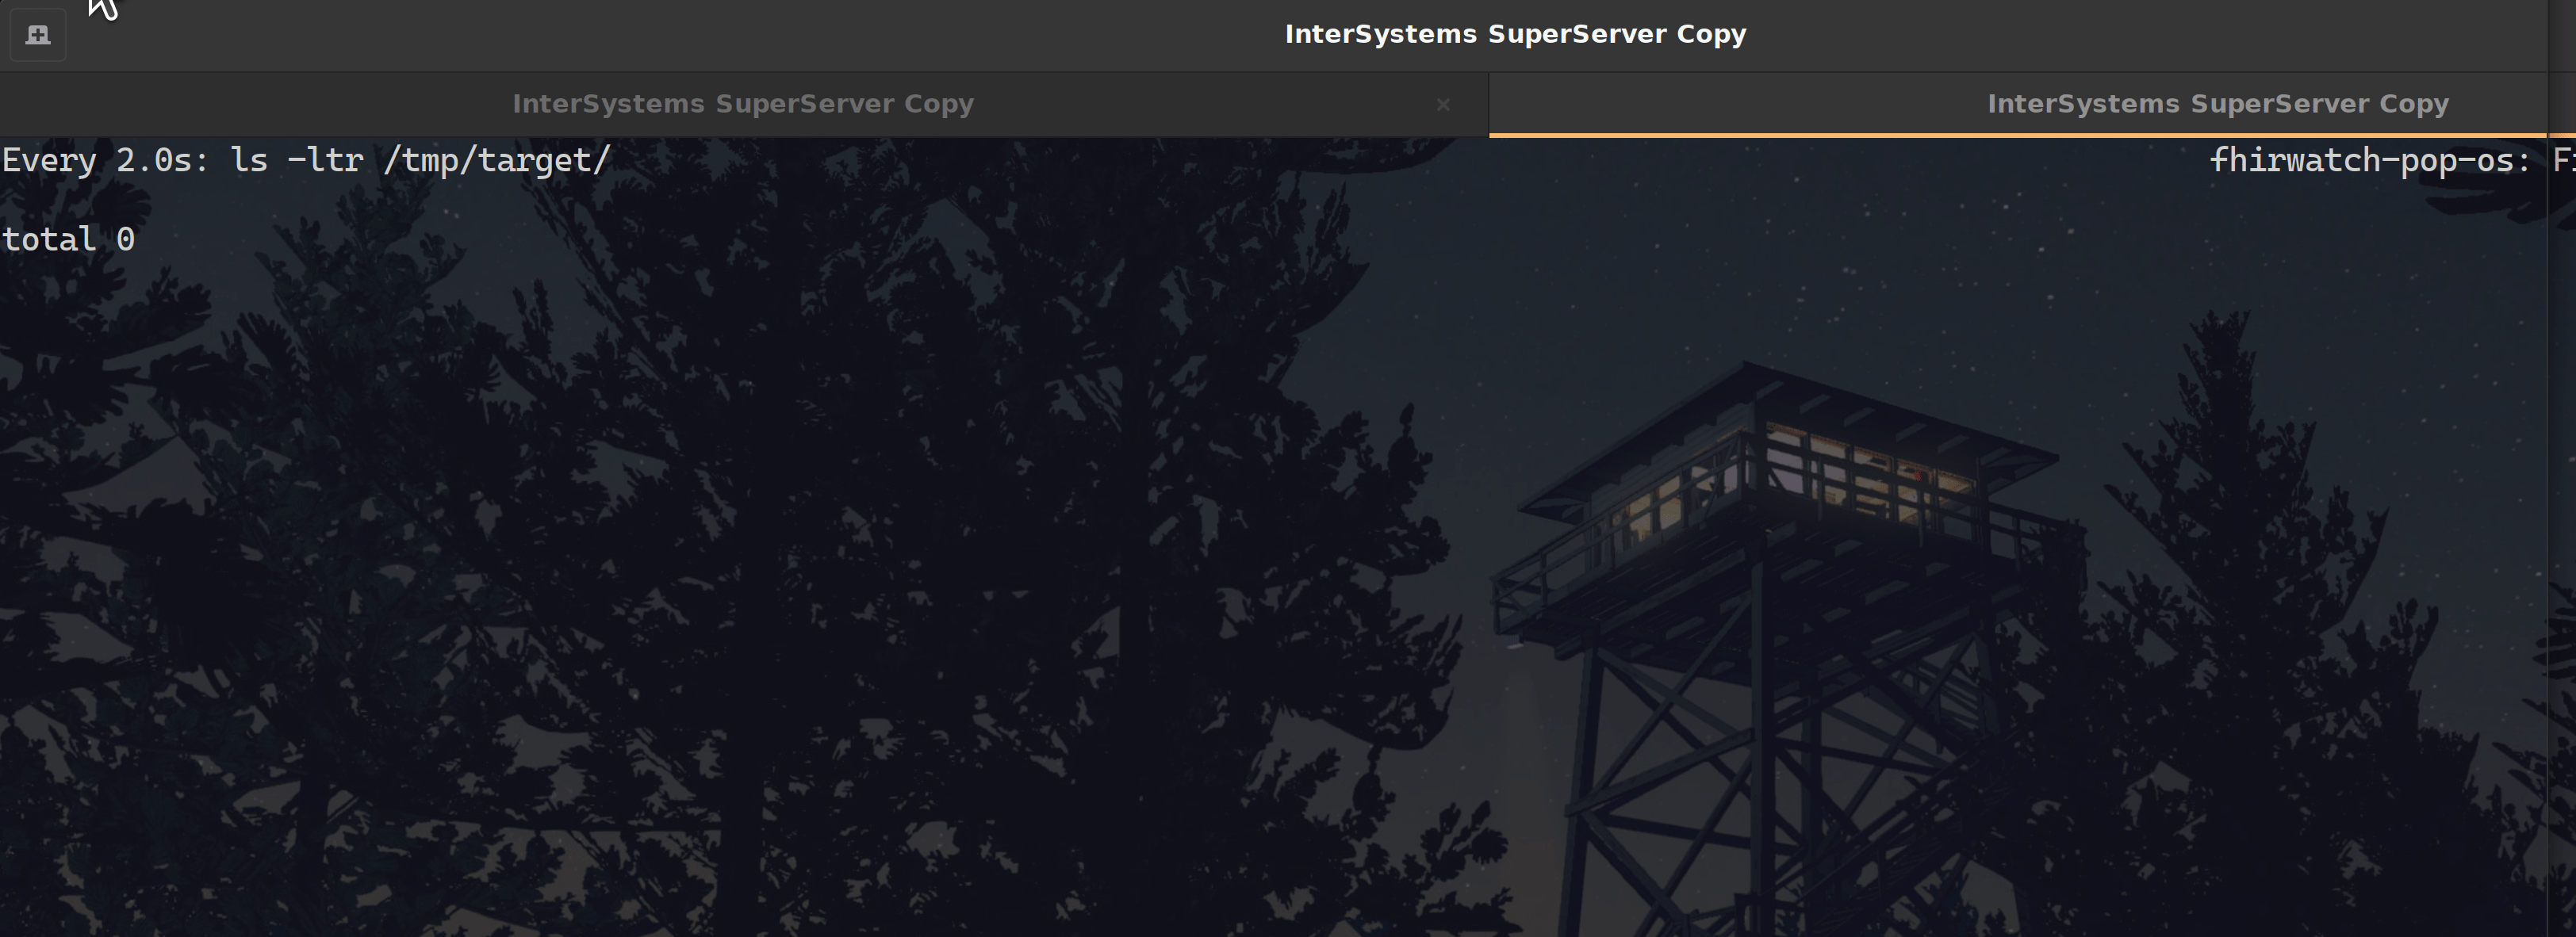 InterSystems SuperServer Copy
InterSystems SuperServer Copy × InterSystems SuperServer Copy
Every 2.0s: ls -ltr /tmp/target/ fhirwatch-pop-os:
total 0